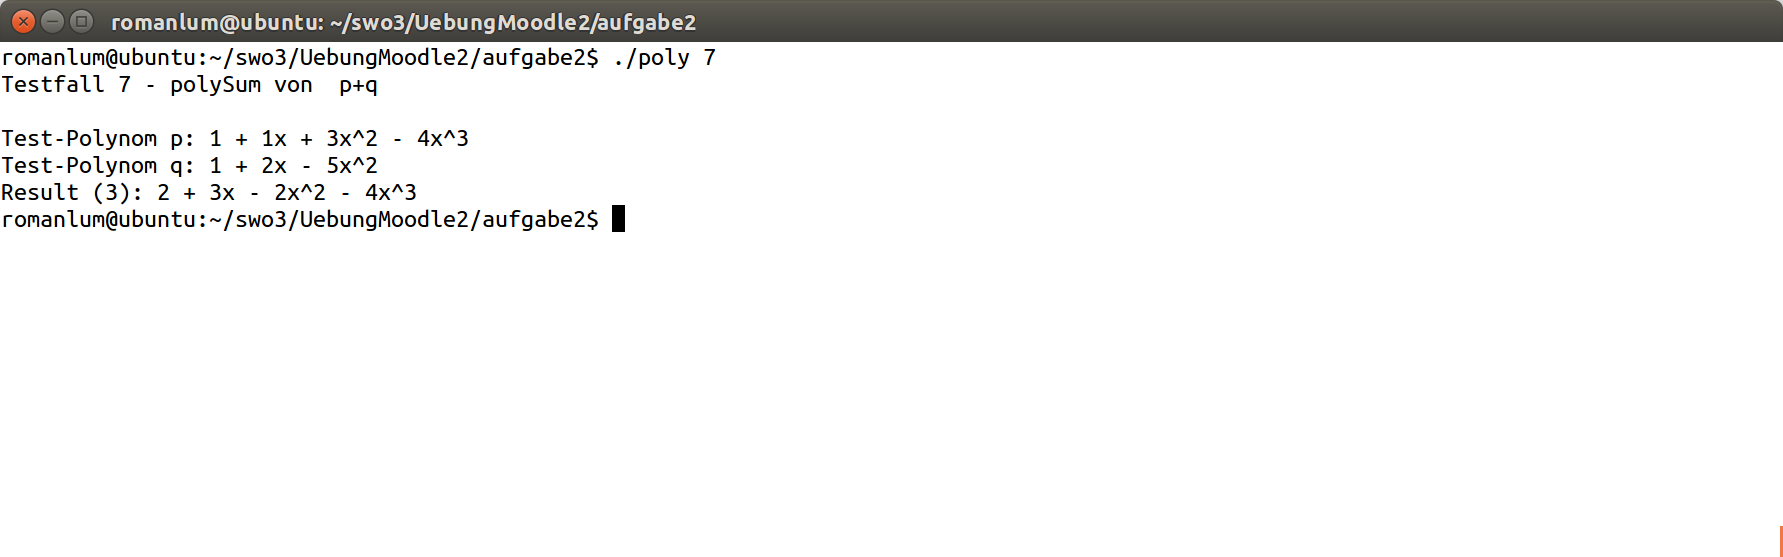 romanlum@ubuntu: ~/swo3/UebungMoodle2/aufgabe2
romanlum@ubuntu:~/swo3/UebungMoodle2/aufgabe2$ ./poly 7
Testfall 7 - polySum von  p+q
Test-Polynom p: 1 + 1x + 3x^2 - 4x^3
Test-Polynom q: 1 + 2x - 5x^2
Result (3): 2 + 3x - 2x^2 - 4x^3
romanlum@ubuntu:~/swo3/UebungMoodle2/aufgabe2$